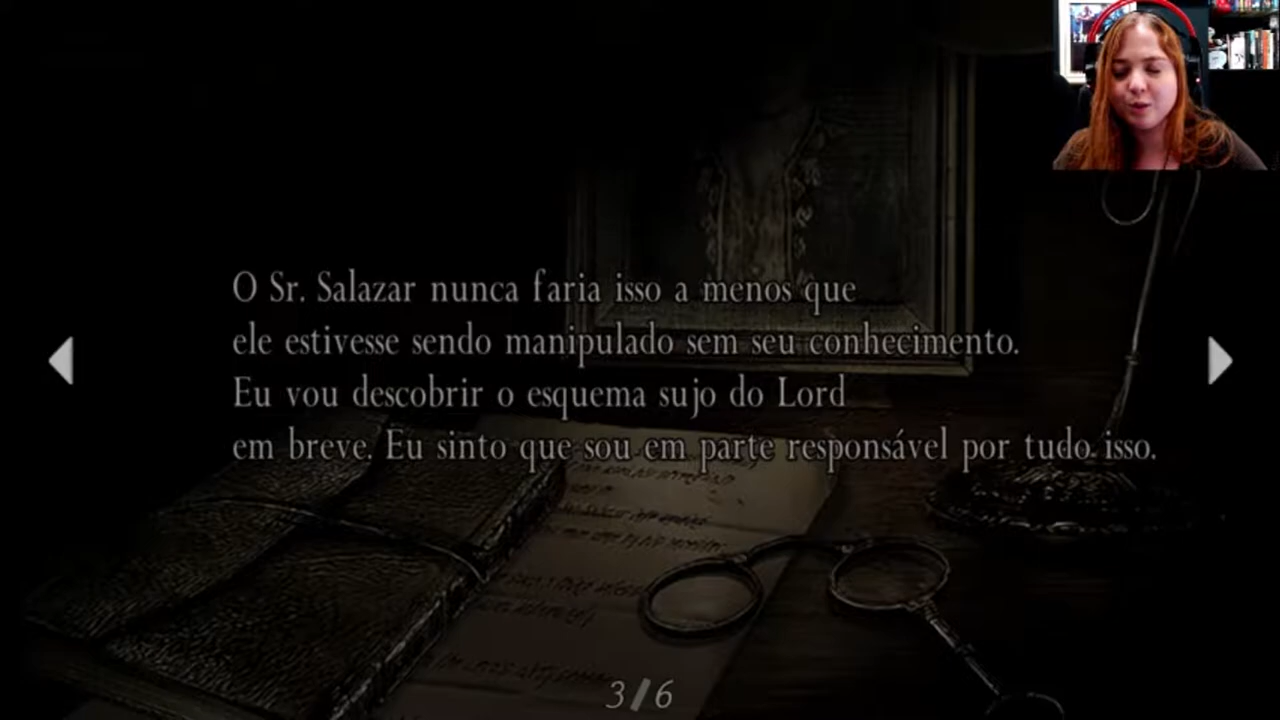 O Sr. Salazar nunca faria isso a menos que
ele estivesse sendo manipulado sem seu conhecimento.
Eu vou descobrir o esquema sujo do Lord
em breve. Eu sinto que sou em parte responsável por tudo isso.
3/6